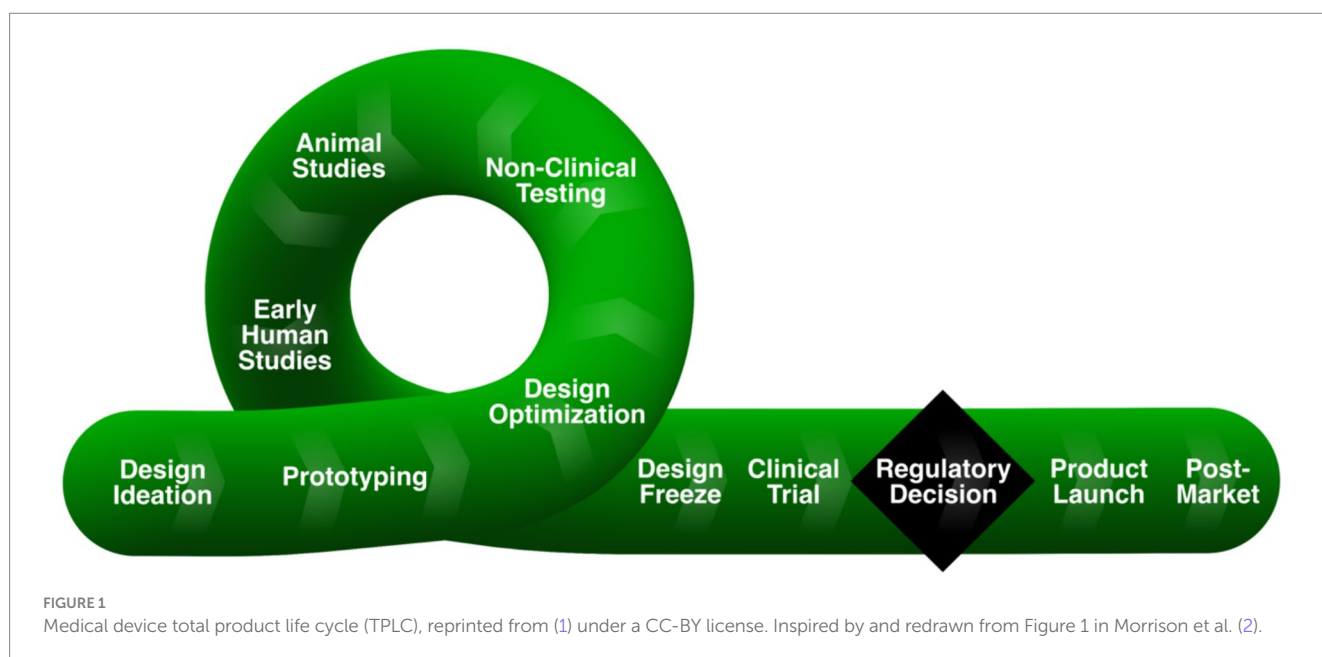 Animal
Studies
Non-Clinical
Testing
Early
Human
Studies
Design
Optimization
Design
Ideation
Prototyping
Design
Freeze
Clinical
Trial
Regulatory
Decision
Product
Launch
Post-
Market
FIGURE 1
Medical device total product life cycle (TPLC), reprinted from (1) under a CC-BY license. Inspired by and redrawn from Figure 1 in Morrison et al. (2).